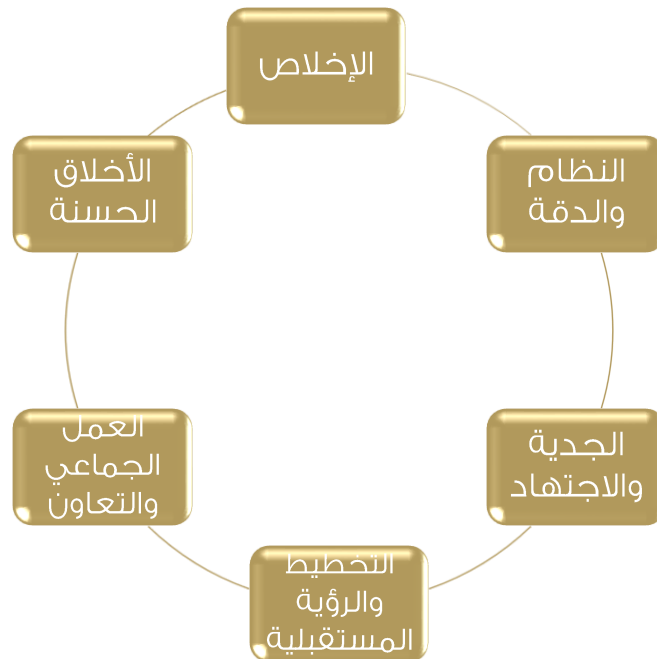 الإخلاص
النظام
والدقة
الجدية
والاجتهاد
التخطيط
والرؤية
المستقبلية
العمل
الجماعي
والتعاون
الأخلاق
الحسنة